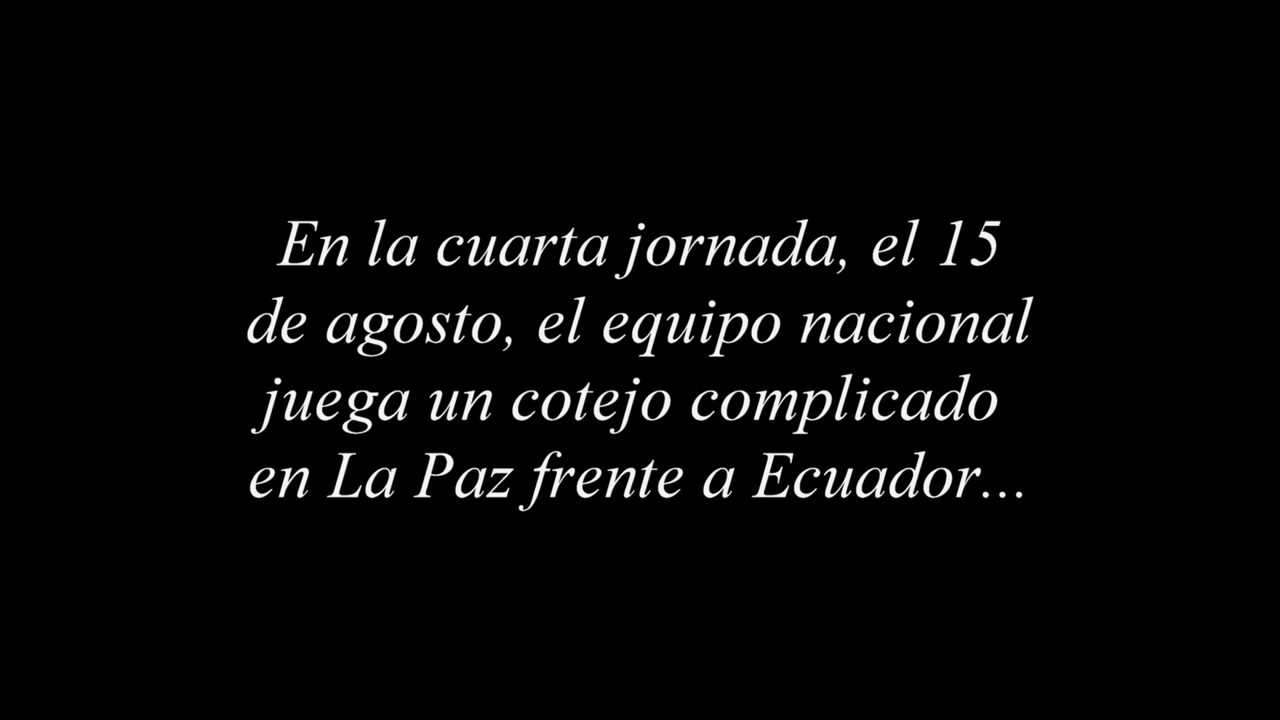 En la cuarta jornada, el 15
de agosto, el equipo nacional
juega un cotejo complicado
en La Paz frente a Ecuador...